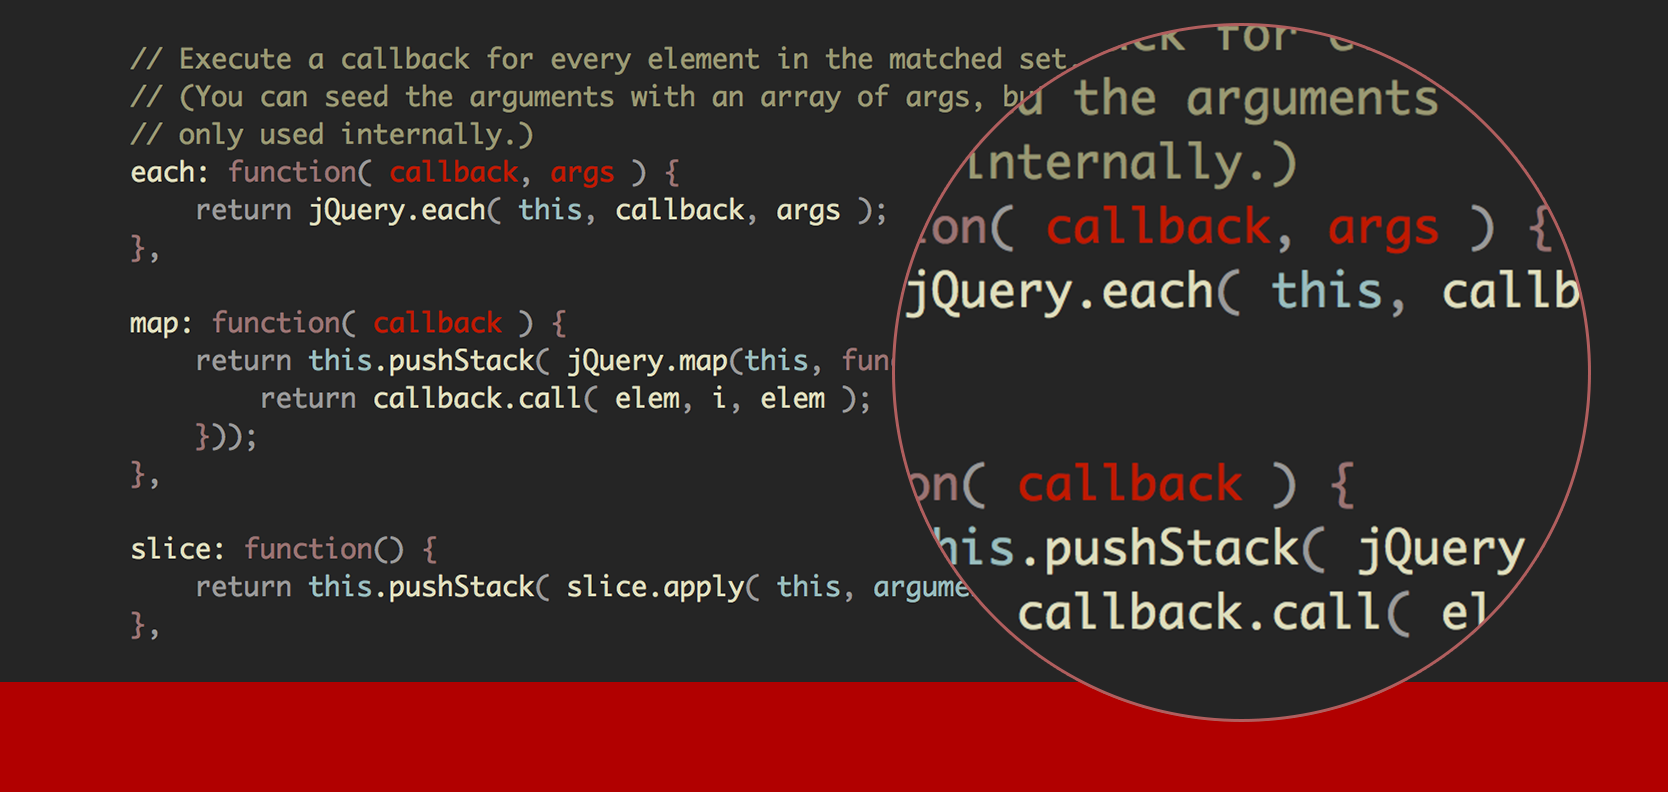 // Execute a callback for every element in the matched set.
// (You can seed the arguments with an array of args, bu
// only used internally.)
each: function( callback, args ) {
    return jQuery.each( this, callback, args );
},
map: function( callback ) {
    return this.pushStack( jQuery.map(this, fun
        return callback.call( elem, i, elem );
    }));
},
slice: function() {
    return this.pushStack( slice.apply( this, argume
},
ck for e
d the arguments
internally.)
ion( callback, args ) {
jQuery.each( this, callb
on( callback ) {
his.pushStack( jQuery
callback.call( el